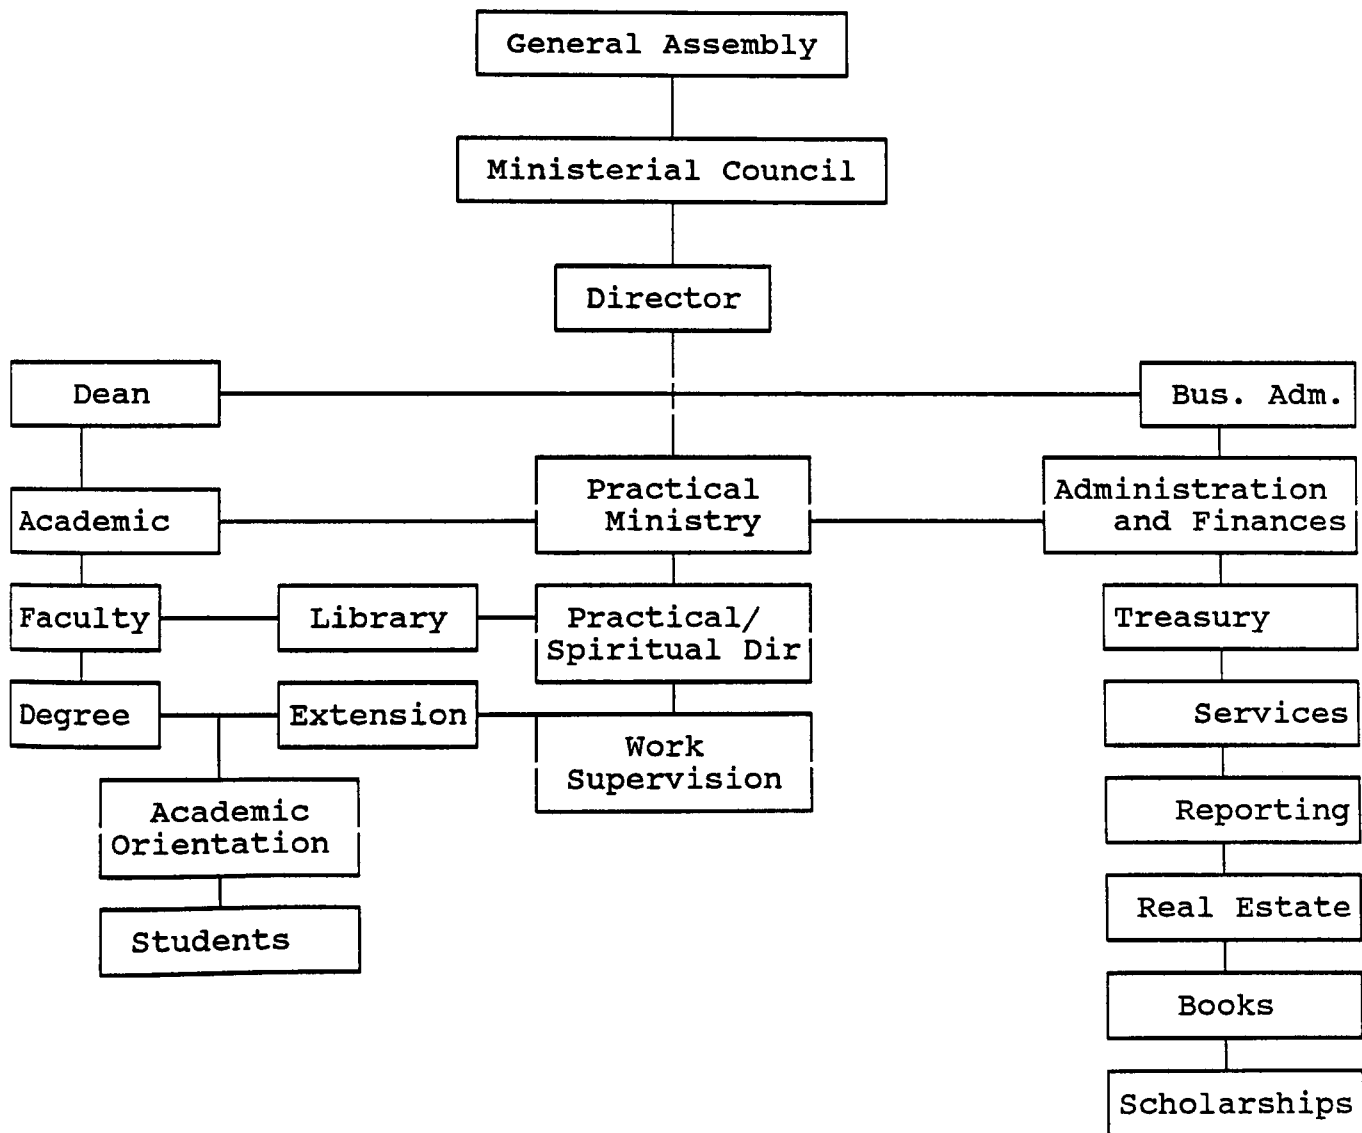 General Assembly
Ministerial Council
Director
Dean
Bus. Adm.
Academic
Practical
Ministry
Administration
and Finances
Faculty
Library
Practical/
Spiritual Dir
Treasury
Degree
Extension
Work
Supervision
Services
Academic
Orientation
Reporting
Students
Real Estate
Books
Scholarships